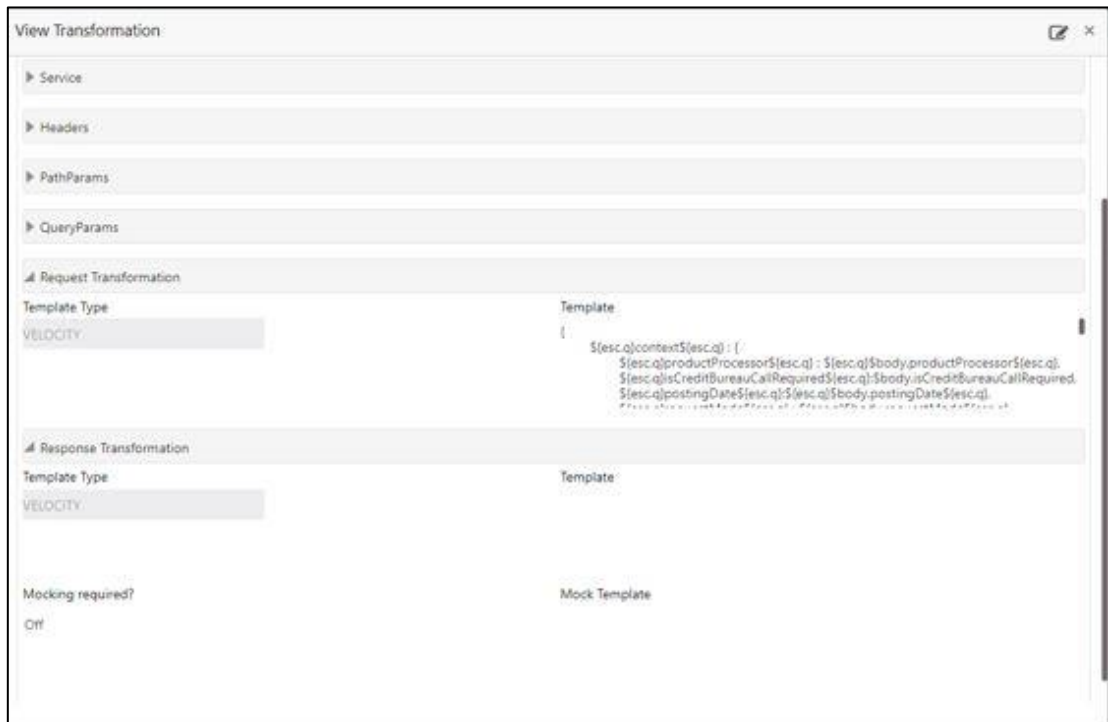 View Transformation
Service
Headers
PathParams
QueryParams
Request Transformation
Template Type
Template
VELOCITY
{
${esc.q}context${esc.q} : {
${esc.q}productProcessor${esc.q} : ${esc.q}$body.productProcessor${esc.q},
${esc.q}isCreditBureauCallRequired${esc.q}:$body.isCreditBureauCallRequired,
${esc.q}postingDate${esc.q}:${esc.q}$body.postingDate${esc.q},
Response Transformation
Template Type
Template
VELOCITY
Mocking required?
Mock Template
Off